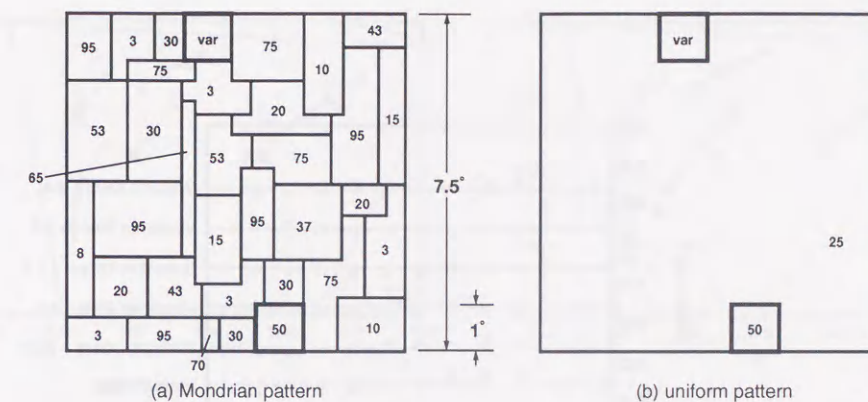 95 3 30 var 75 43
75 10
3
53 30 20 15
53 75 95
65
7.5°
20
95 95 37
8 15 3 25
20 43 30 75
3
3 95 30 50 10 1° 50
70
var
(a) Mondrian pattern
(b) uniform pattern